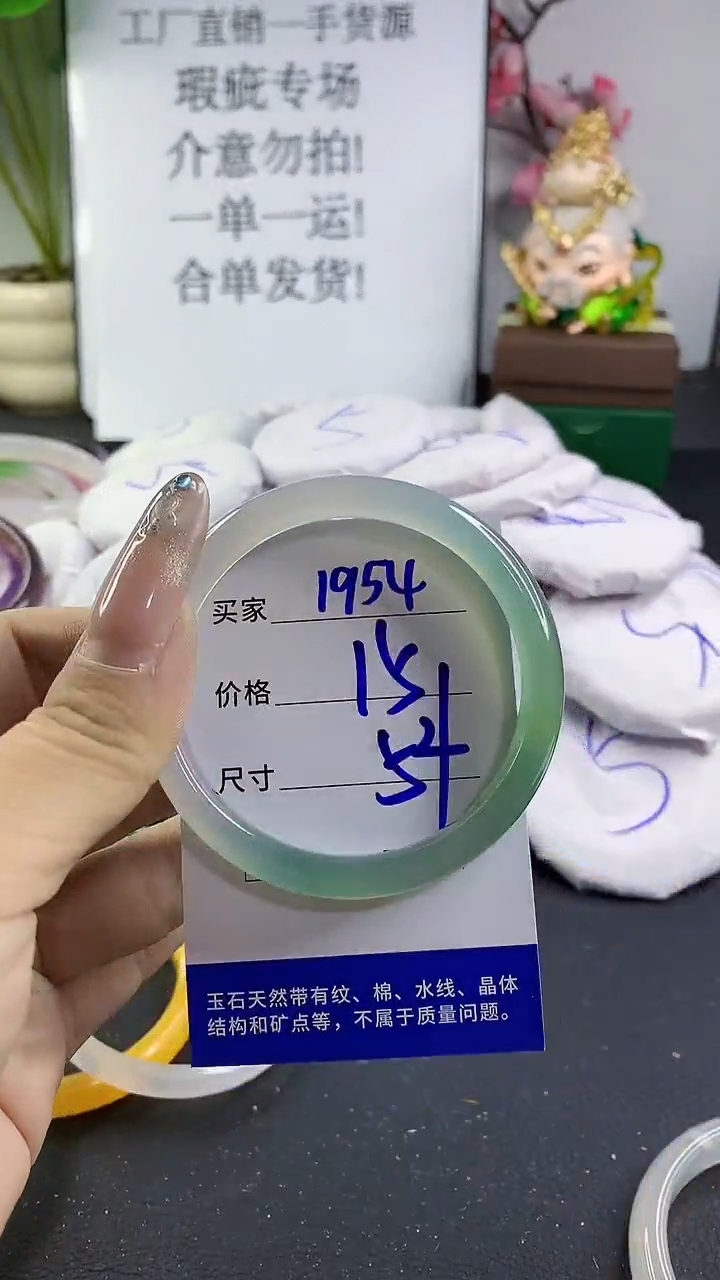 工厂直销一手货源
瑕疵专场
介意勿拍!
一单一运!
合单发货!
买家 1954
价格 15
尺寸 54
玉石天然带有纹、棉、水线、晶体
结构和矿点等，不属于质量问题。
5
5